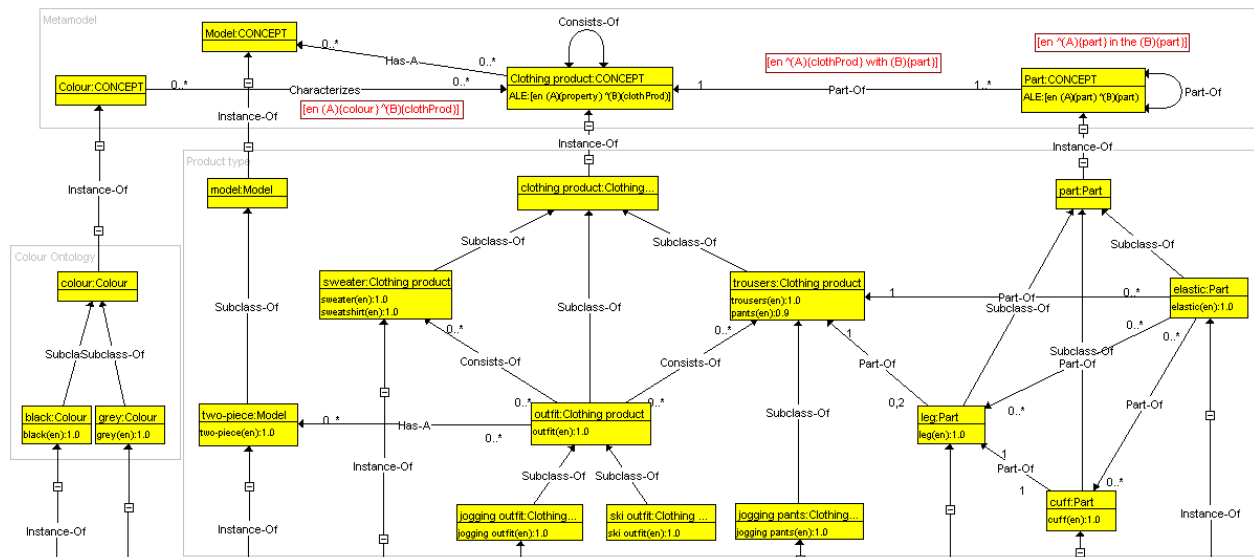 Metamodel
Model:CONCEPT
0..*
Has-A
0..*
Consists-Of
Clothing product:CONCEPT
ALE:[en (A){property} ^(B){clothProd)]
[en ^(A){clothProd} with (B){part}]
[en ^(A){part} in the (B){part}]
Part:CONCEPT
ALE:[en (A){part} ^(B){part)]
Part-Of
1
Part-Of
1..*
Colour:CONCEPT
0..*
Characterizes
0..*
[en (A){colour} ^(B){clothProd)]
Instance-Of
Instance-Of
Instance-Of
Instance-Of
Product type
model:Model
clothing product:Clothing...
part:Part
Subclass-Of
Subclass-Of
Subclass-Of
Colour Ontology
colour:Colour
sweater:Clothing product
sweater(en):1.0
sweatshirt(en):1.0
trousers:Clothing product
trousers(en):1.0
pants(en):0.9
elastic:Part
elastic(en):1.0
1
Part-Of
0..*
Subclass-Of
Subclass-Of
Subclass-Of
0..*
0..*
1
0..*
0..*
Subclass-Of
Part-Of
Subcla
Subclass-Of
Consists-Of
Consists-Of
Part-Of
Part-Of
black:Colour
black(en):1.0
grey:Colour
grey(en):1.0
two-piece:Model
two-piece(en):1.0
0..*
Has-A
0..*
0..*
0..*
outfit:Clothing product
outfit(en):1.0
Subclass-Of
0,2
leg:Part
leg(en):1.0
0..*
1
Part-Of
1
0..*
Instance-Of
Subclass-Of
Subclass-Of
cuff:Part
cuff(en):1.0
jogging outfit:Clothing...
jogging outfit(en):1.0
ski outfit:Clothing ...
ski outfit(en):1.0
jogging pants:Clothing...
jogging pants(en):1.0
Instance-Of
Instance-Of
Instance-Of